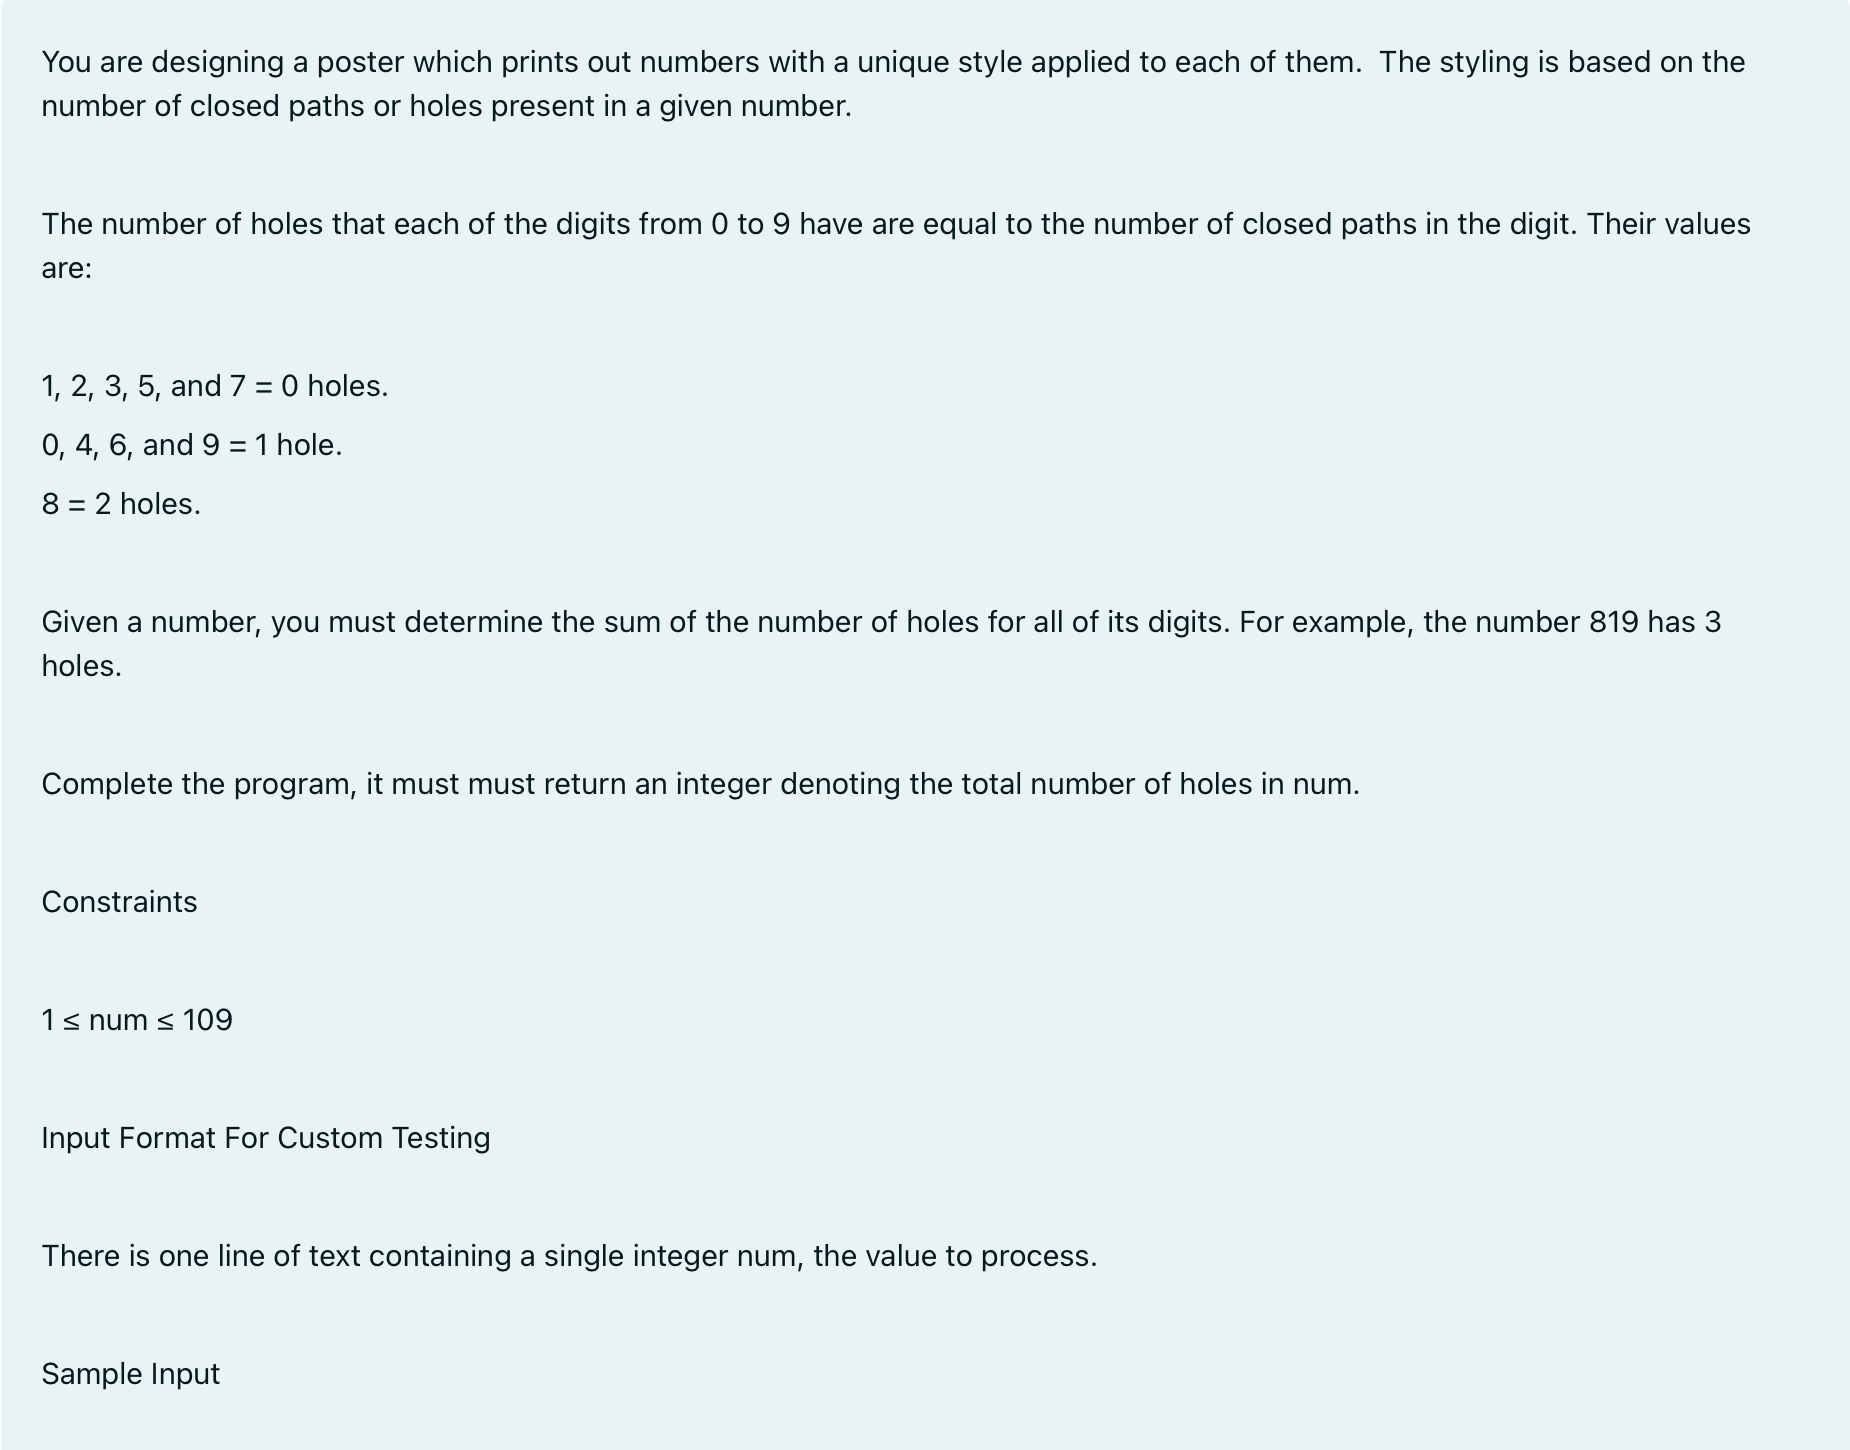 You are designing a poster which prints out numbers with a unique style applied to each of them.  The styling is based on the
number of closed paths or holes present in a given number.
The number of holes that each of the digits from 0 to 9 have are equal to the number of closed paths in the digit. Their values
are:
1, 2, 3, 5, and 7 = 0 holes.
0, 4, 6, and 9 = 1 hole.
8 = 2 holes.
Given a number, you must determine the sum of the number of holes for all of its digits. For example, the number 819 has 3
holes.
Complete the program, it must must return an integer denoting the total number of holes in num.
Constraints
1 ≤ num ≤ 109
Input Format For Custom Testing
There is one line of text containing a single integer num, the value to process.
Sample Input